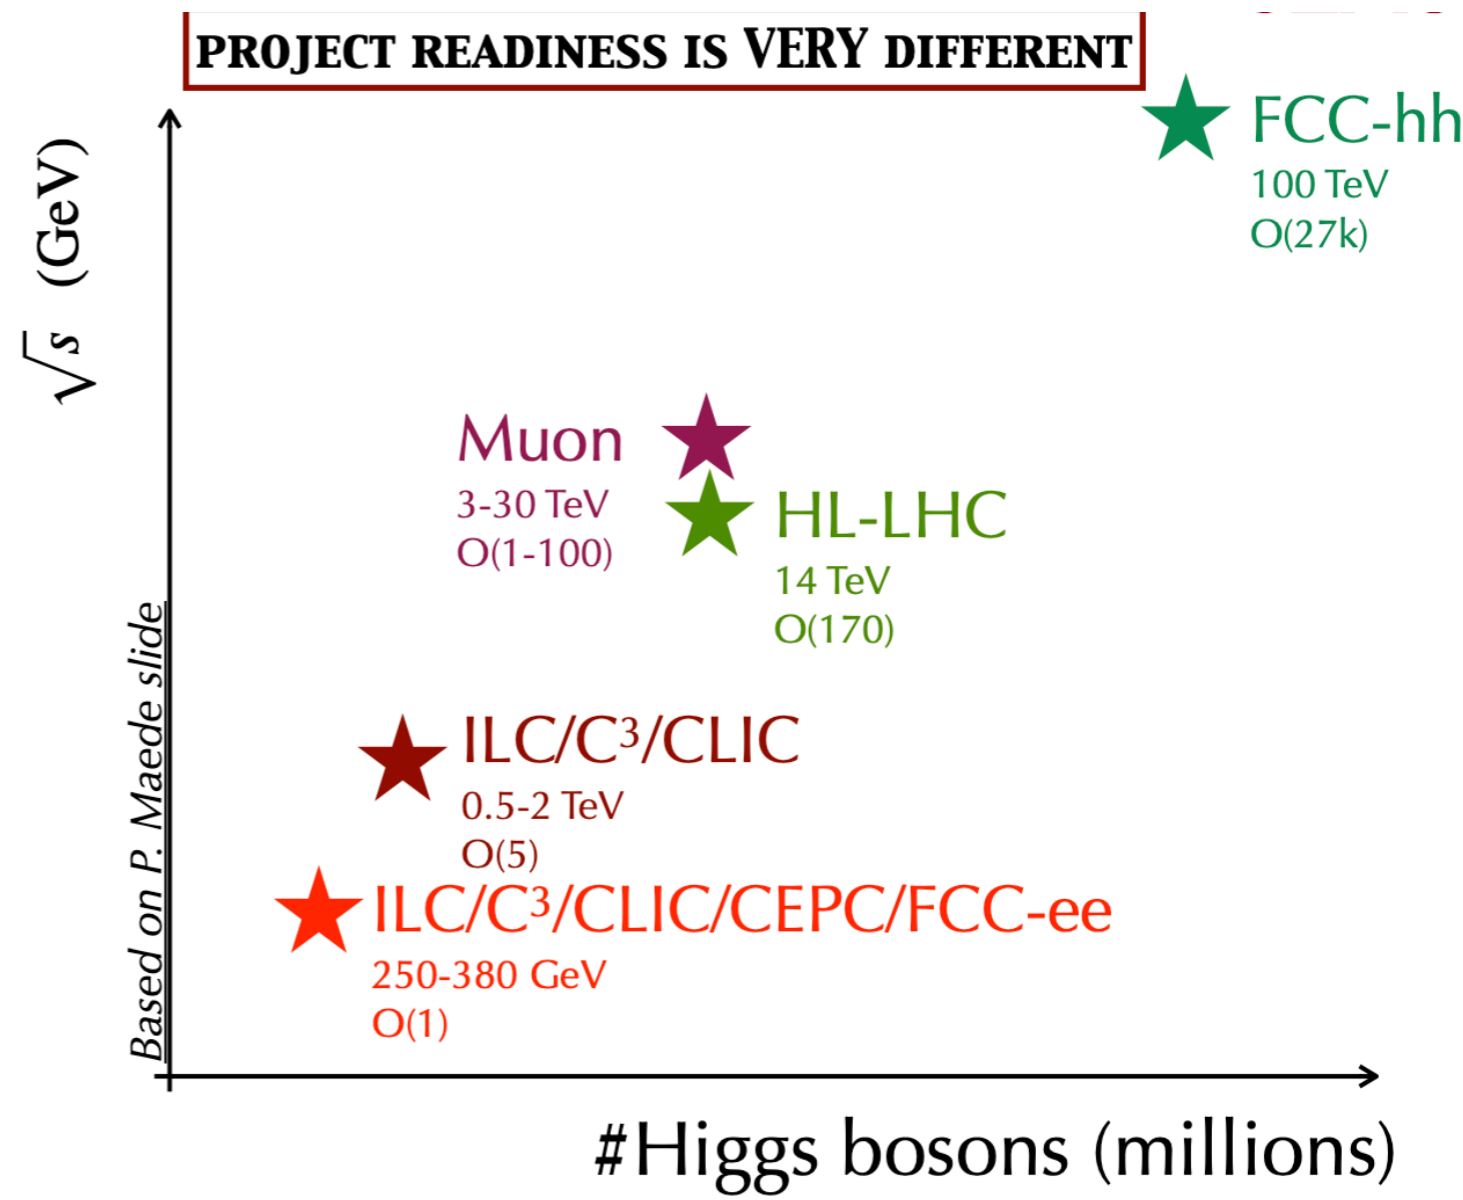 PROJECT READINESS IS VERY DIFFERENT
√s (GeV)
FCC-hh
100 TeV
O(27k)
Muon
3-30 TeV
O(1-100)
HL-LHC
14 TeV
O(170)
ILC/C³/CLIC
0.5-2 TeV
O(5)
ILC/C³/CLIC/CEPC/FCC-ee
250-380 GeV
O(1)
Based on P. Maede slide
#Higgs bosons (millions)